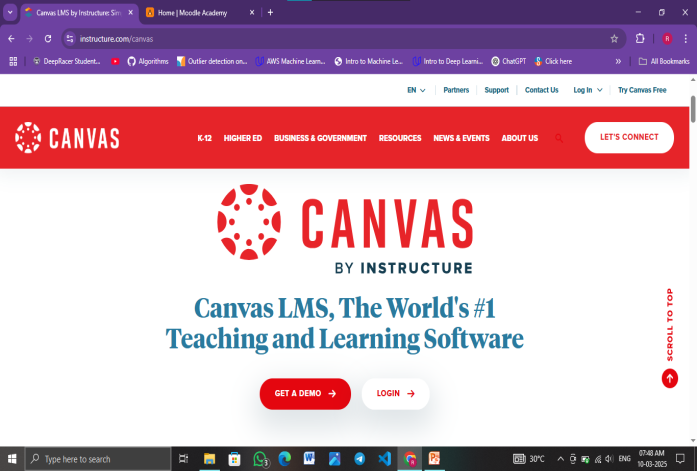 Canvas LMS by Instructure: Sim
Home | Moodle Academy
instructure.com/canvas
DeepRacer Student...
Algorithms
Outlier detection on...
AWS Machine Learn...
Intro to Machine Le...
Intro to Deep Learni...
ChatGPT
Click here
All Bookmarks
EN
Partners
Support
Contact Us
Log In
Try Canvas Free
CANVAS
K-12
HIGHER ED
BUSINESS & GOVERNMENT
RESOURCES
NEWS & EVENTS
ABOUT US
LET'S CONNECT
CANVAS
BY INSTRUCTURE
Canvas LMS, The World's #1
Teaching and Learning Software
GET A DEMO
LOGIN
SCROLL TO TOP
Type here to search
30°C
ENG
07:48 AM
10-03-2025